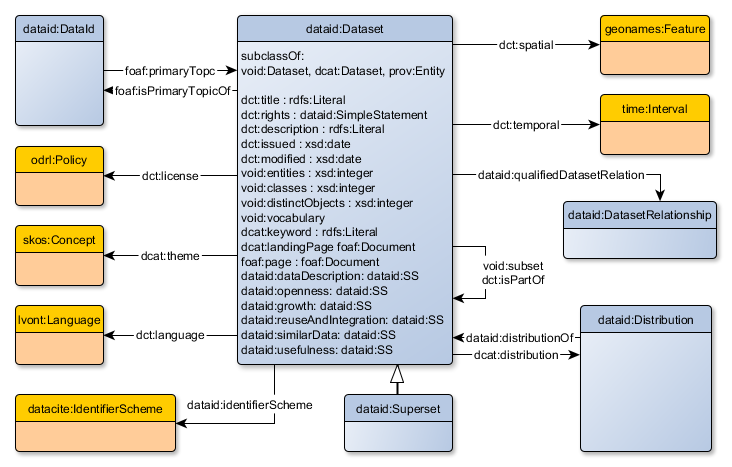 dataid:DataId
foaf:primaryTopc
foaf:isPrimaryTopicOf
odrl:Policy
dct:license
skos:Concept
dcat:theme
lvont:Language
dct:language
datacite:IdentifierScheme
dataid:identifierScheme
dataid:Dataset
subclassOf:
void:Dataset, dcat:Dataset, prov:Entity
dct:title : rdfs:Literal
dct:rights : dataid:SimpleStatement
dct:description : rdfs:Literal
dct:issued : xsd:date
dct:modified : xsd:date
void:entities : xsd:integer
void:classes : xsd:integer
void:distinctObjects : xsd:integer
void:vocabulary
dcat:keyword : rdfs:Literal
dcat:landingPage foaf:Document
foaf:page : foaf:Document
dataid:dataDescription: dataid:SS
dataid:openness: dataid:SS
dataid:growth: dataid:SS
dataid:reuseAndIntegration: dataid:SS
dataid:similarData: dataid:SS
dataid:usefulness: dataid:SS
dataid:Superset
dct:spatial
geonames:Feature
dct:temporal
time:Interval
dataid:qualifiedDatasetRelation
dataid:DatasetRelationship
void:subset
dct:isPartOf
dataid:distributionOf
dcat:distribution
dataid:Distribution